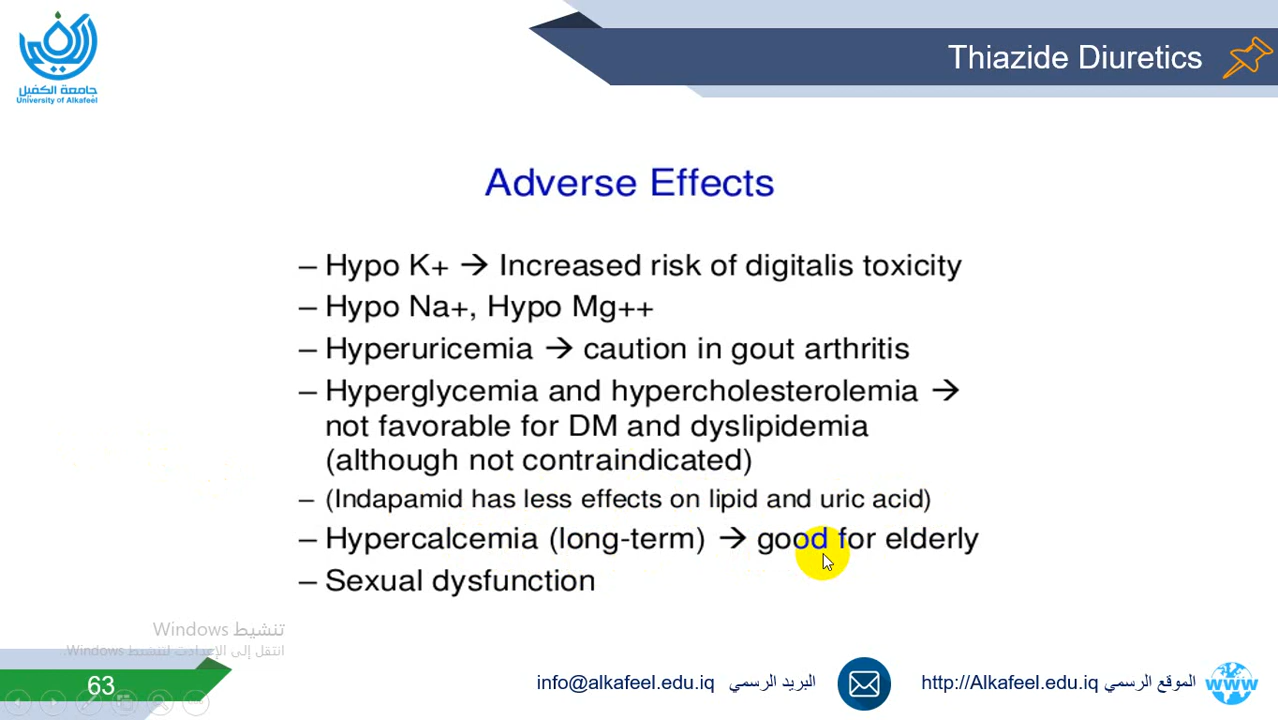 جامعة الكفيل
University of Alkafeel
Thiazide Diuretics
Adverse Effects
– Hypo K+ → Increased risk of digitalis toxicity
– Hypo Na+, Hypo Mg++
– Hyperuricemia → caution in gout arthritis
– Hyperglycemia and hypercholesterolemia →
not favorable for DM and dyslipidemia
(although not contraindicated)
– (Indapamid has less effects on lipid and uric acid)
– Hypercalcemia (long-term) → good for elderly
– Sexual dysfunction
تنشيط Windows
انتقل إلى الإعدادت لتنشيط Windows.
63
info@alkafeel.edu.iq البريد الرسمي
http://Alkafeel.edu.iq الموقع الرسمي
www